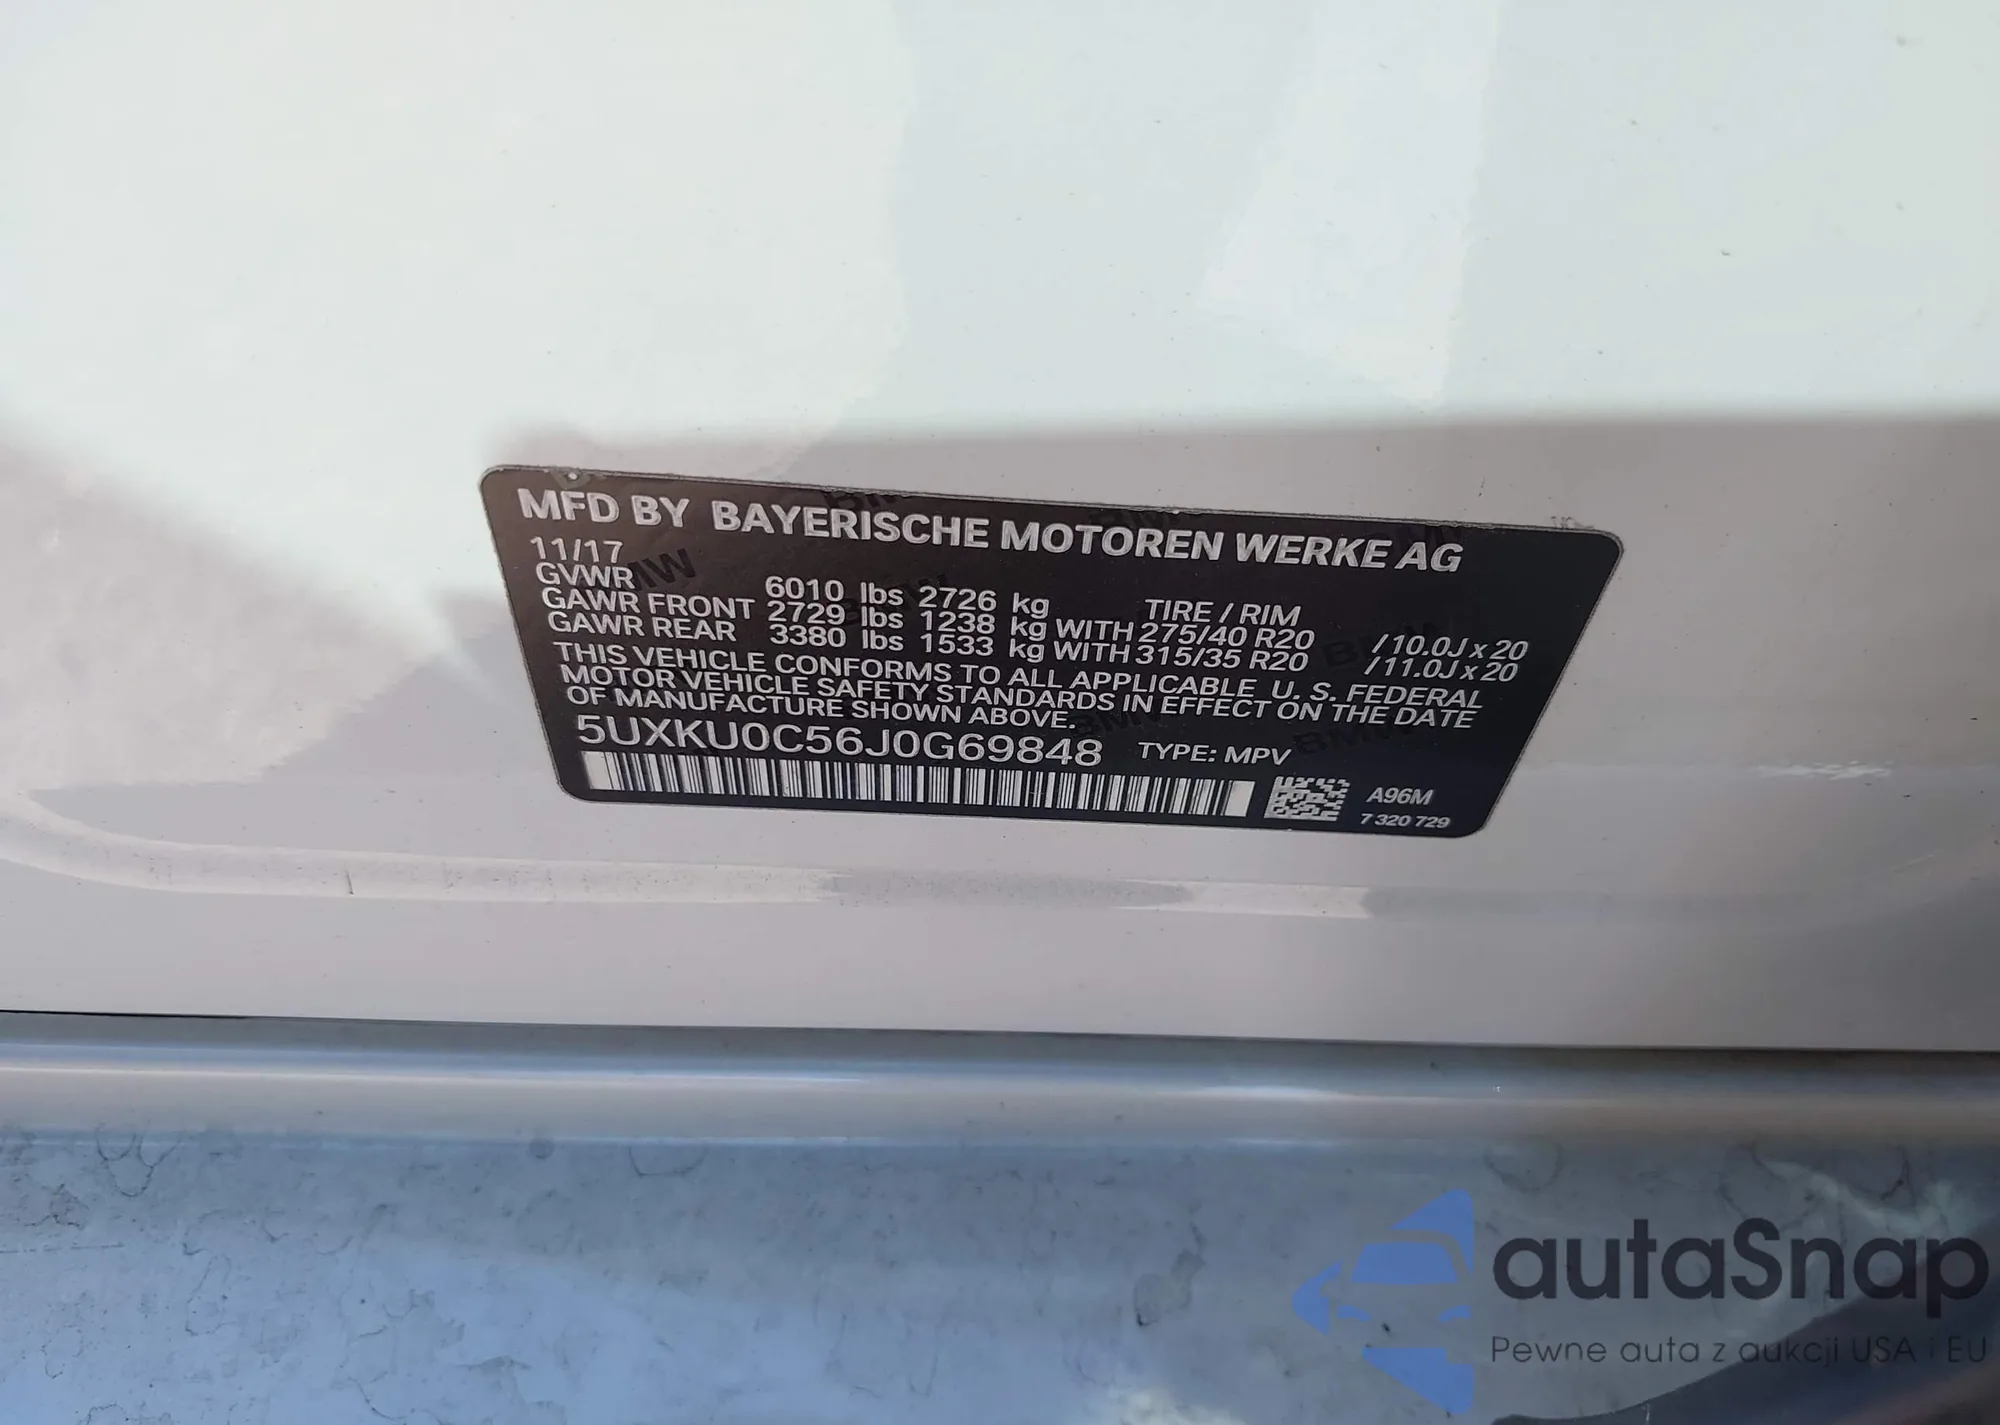 MFD BY BAYERISCHE MOTOREN WERKE AG
11/17
GVWR 6010 lbs 2726 kg TIRE / RIM
GAWR FRONT 2729 lbs 1238 kg WITH 275/40 R20 / 10.0J x 20
GAWR REAR 3380 lbs 1533 kg WITH 315/35 R20 / 11.0J x 20
THIS VEHICLE CONFORMS TO ALL APPLICABLE U. S. FEDERAL
MOTOR VEHICLE SAFETY STANDARDS IN EFFECT ON THE DATE
OF MANUFACTURE SHOWN ABOVE.
5UXKU0C56J0G69848 TYPE: MPV
A96M
7 320 729
autaSnap
Pewne auta z aukcji USA i EU